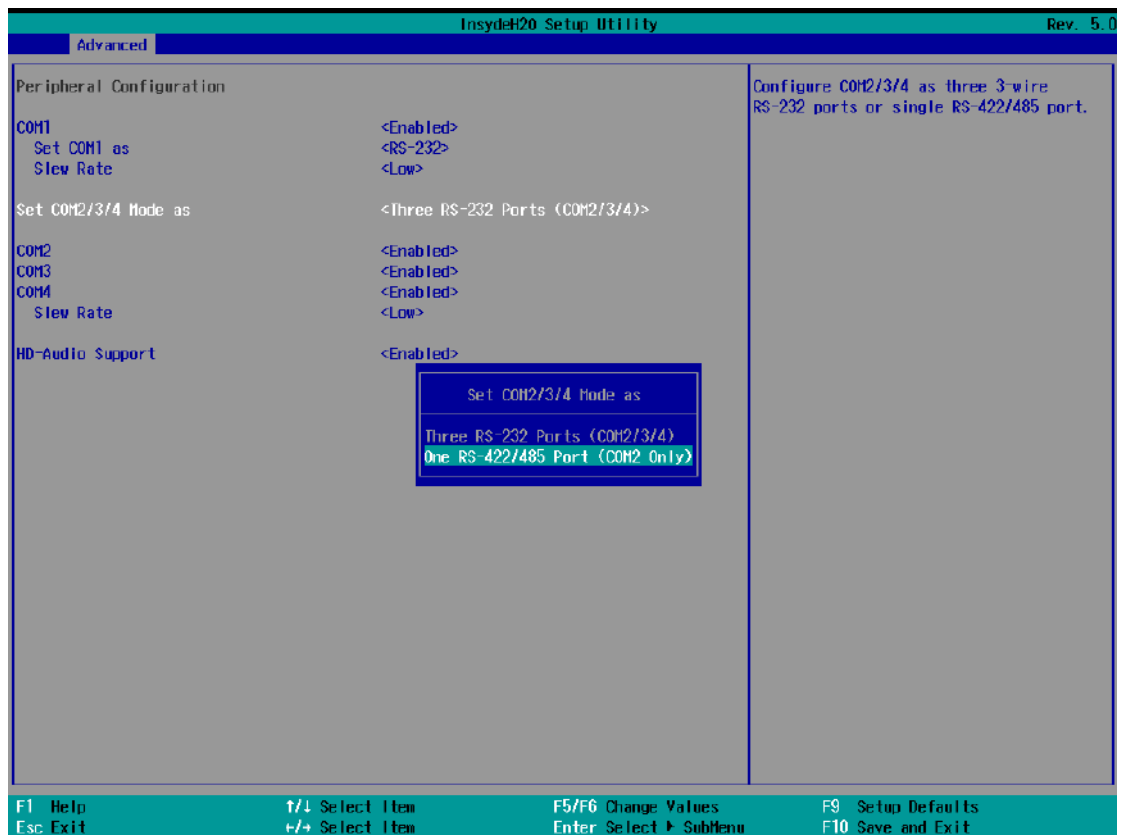 InsydeH20 Setup Utility Rev. 5.0
Advanced
Peripheral Configuration
COM1 <Enabled>
Set COM1 as <RS-232>
Slew Rate <Low>
Set COM2/3/4 Mode as <Three RS-232 Ports (COM2/3/4)>
COM2 <Enabled>
COM3 <Enabled>
COM4 <Enabled>
Slew Rate <Low>
HD-Audio Support <Enabled>
Set COM2/3/4 Mode as
Three RS-232 Ports (COM2/3/4)
One RS-422/485 Port (COM2 Only)
Configure COM2/3/4 as three 3-wire
RS-232 ports or single RS-422/485 port.
F1 Help ↑/↓ Select Item F5/F6 Change Values F9 Setup Defaults
Esc Exit ←/→ Select Item Enter Select ▶ SubMenu F10 Save and Exit